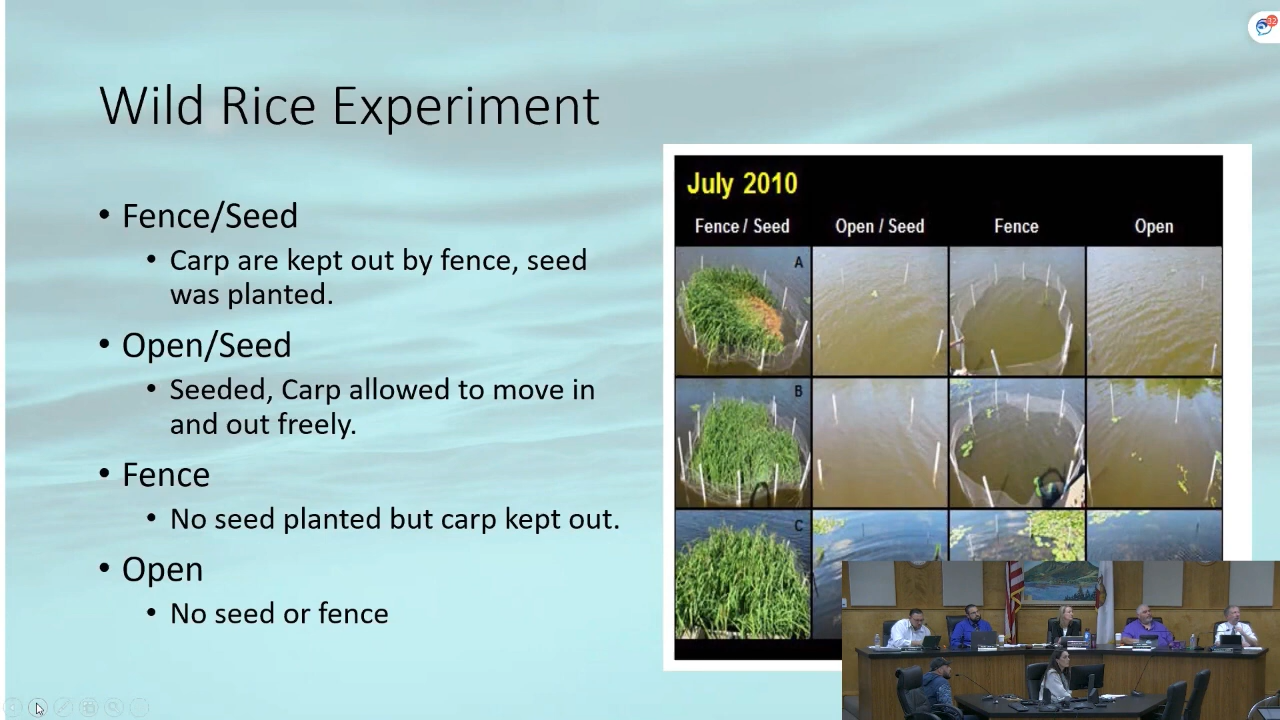 Wild Rice Experiment
• Fence/Seed
• Carp are kept out by fence, seed
was planted.
• Open/Seed
• Seeded, Carp allowed to move in
and out freely.
• Fence
• No seed planted but carp kept out.
• Open
• No seed or fence
July 2010
Fence / Seed Open / Seed Fence Open
A
B
C